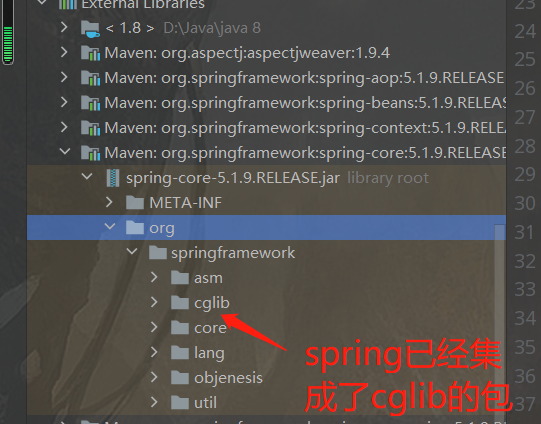 External Libraries
< 1.8 > D:\Java\java 8
Maven: org.aspectj:aspectjweaver:1.9.4
Maven: org.springframework:spring-aop:5.1.9.RELEASE
Maven: org.springframework:spring-beans:5.1.9.RELEAS
Maven: org.springframework:spring-context:5.1.9.RELE
Maven: org.springframework:spring-core:5.1.9.RELEASE
spring-core-5.1.9.RELEASE.jar library root
META-INF
org
springframework
asm
cglib
core
lang
objenesis
util
spring已经集
成了cglib的包
23
24
25
26
27
28
29
30
31
32
33
34
35
36
37